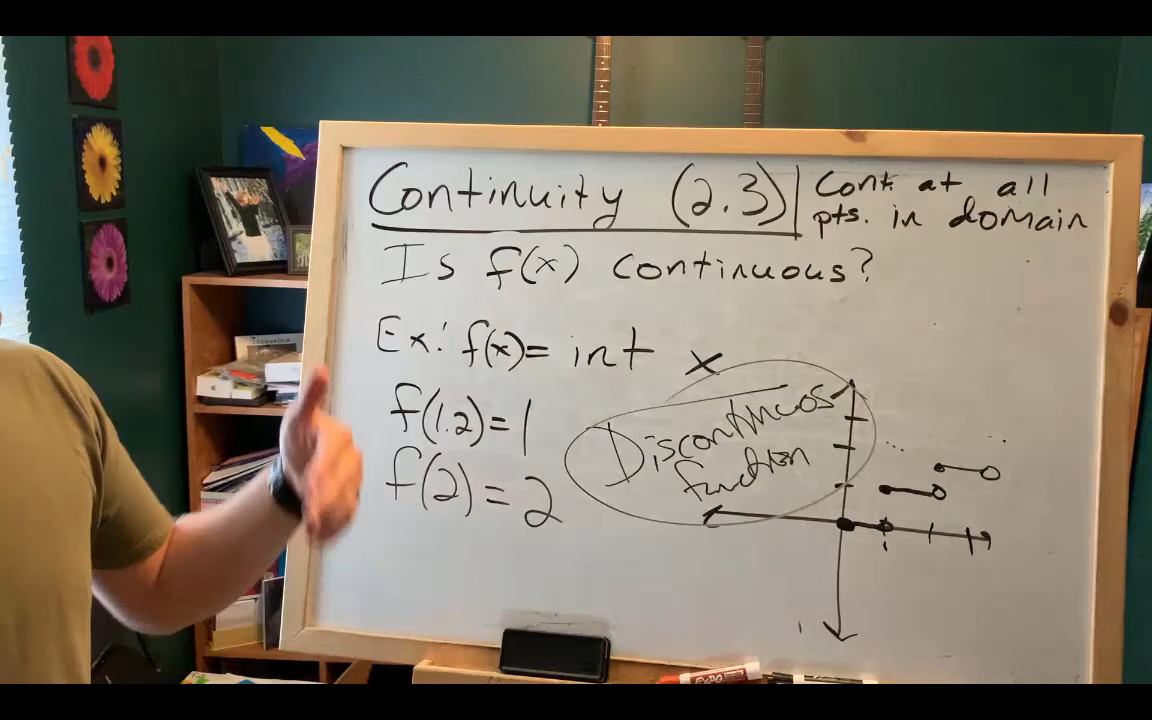 Continuity (2.3)
Cont. at all
pts. in domain
Is f(x) continuous?
Ex: f(x)= int x
f(1.2)=1
f(2)=2
Discontinuos
function
EXPO